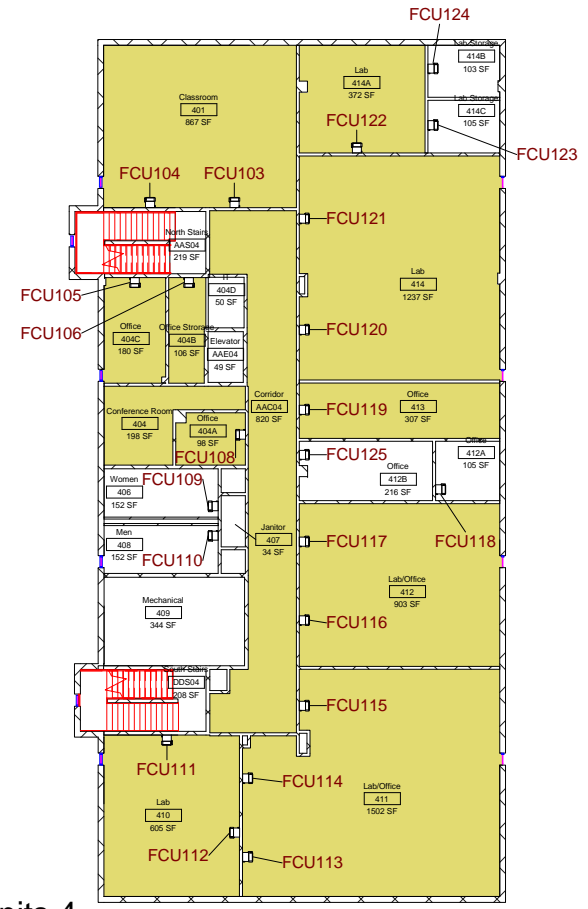 FCU124
Lab Storage
414B
103 SF
Lab
414A
372 SF
Classroom
401
867 SF
Lab Storage
414C
105 SF
FCU122
FCU123
FCU104
FCU103
FCU121
North Stairs
AAS04
219 SF
Lab
414
1237 SF
FCU105
404D
50 SF
FCU106
Office
404C
180 SF
Office Strorage
404B
106 SF
FCU120
Elevator
AAE04
49 SF
Corridor
AAC04
820 SF
FCU119
Office
413
307 SF
Conference Room
404
198 SF
Office
404A
98 SF
FCU108
FCU125
Office
412A
105 SF
Office
412B
216 SF
FCU109
Women
406
152 SF
FCU118
Janitor
407
34 SF
FCU117
Men
408
152 SF
FCU110
Lab/Office
412
903 SF
Mechanical
409
344 SF
FCU116
South Stairs
DDS04
208 SF
FCU115
FCU111
FCU114
Lab/Office
411
1502 SF
Lab
410
605 SF
FCU112
FCU113